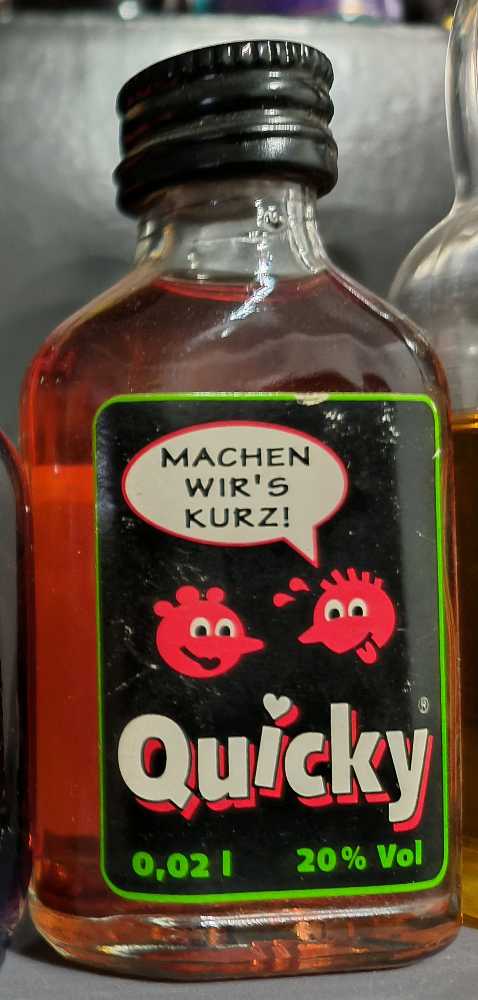 MACHEN
WIR'S
KURZ!
Quicky®
0,02 l 20% Vol